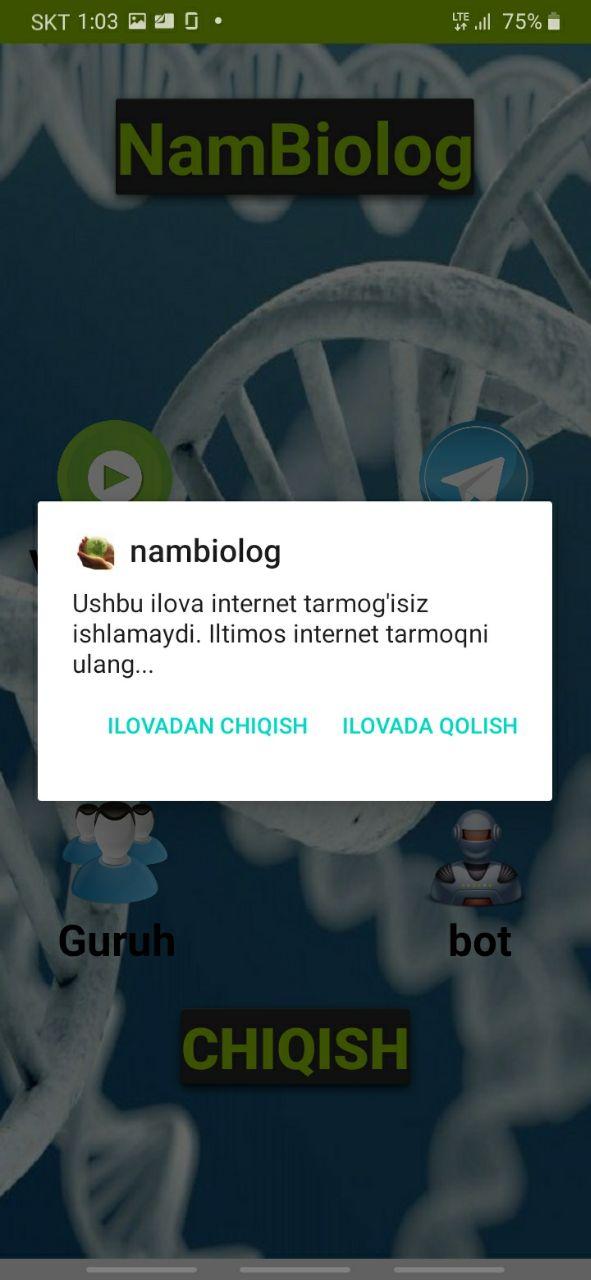 SKT 1:03
LTE 75%
NamBiolog
nambiolog
Ushbu ilova internet tarmog'isiz
ishlamaydi. Iltimos internet tarmoqni
ulang...
ILOVADAN CHIQISH ILOVADA QOLISH
Guruh bot
CHIQISH